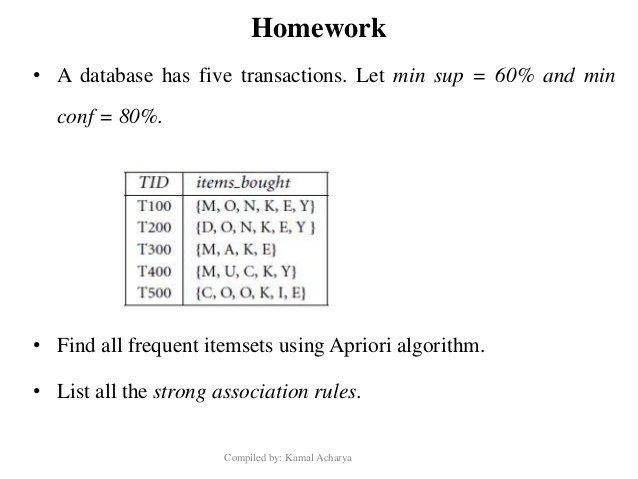 Homework
• A database has five transactions. Let min sup = 60% and min
conf = 80%.
TID items_bought
T100 {M, O, N, K, E, Y}
T200 {D, O, N, K, E, Y }
T300 {M, A, K, E}
T400 {M, U, C, K, Y}
T500 {C, O, O, K, I, E}
• Find all frequent itemsets using Apriori algorithm.
• List all the strong association rules.
Compiled by: Kamal Acharya